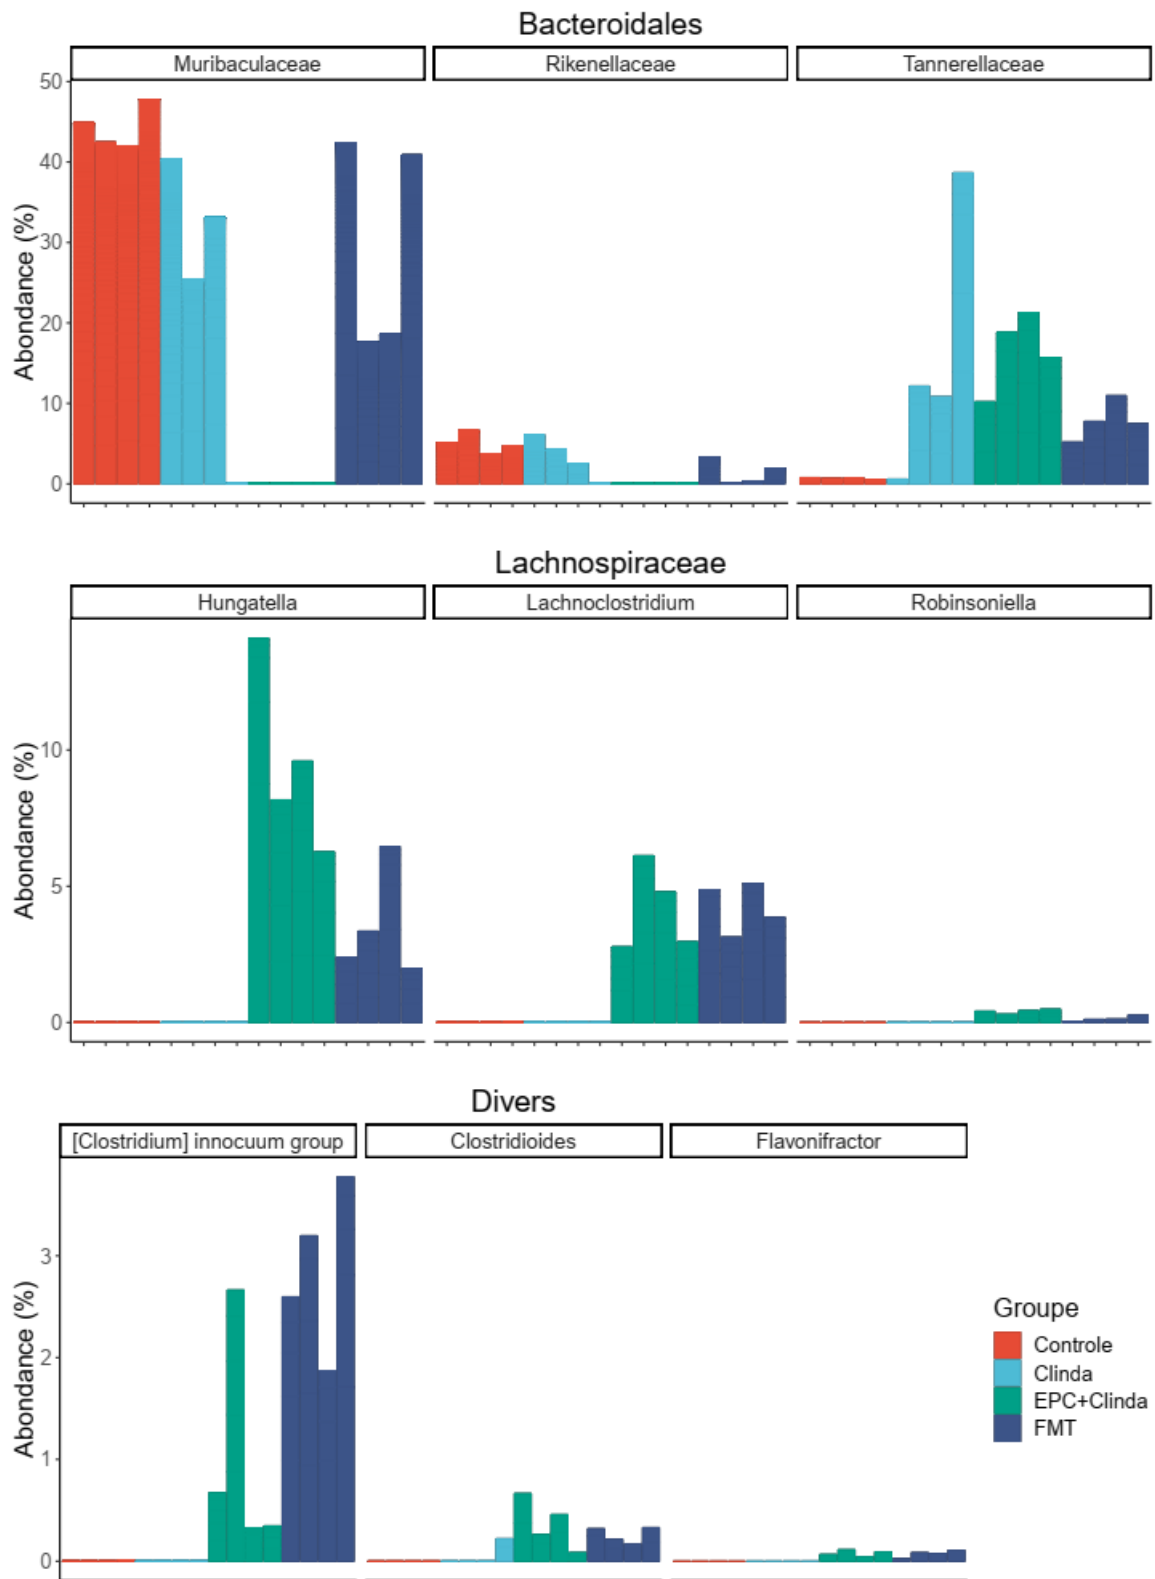 Bacteroidales
Muribaculaceae
Rikenellaceae
Tannerellaceae
Abondance (%)
50
40
30
20
10
0
Lachnospiraceae
Hungatella
Lachnoclostridium
Robinsoniella
Abondance (%)
10
5
0
Divers
[Clostridium] innocuum group
Clostridioides
Flavonifractor
Abondance (%)
3
2
1
0
Groupe
Controle
Clinda
EPC+Clinda
FMT